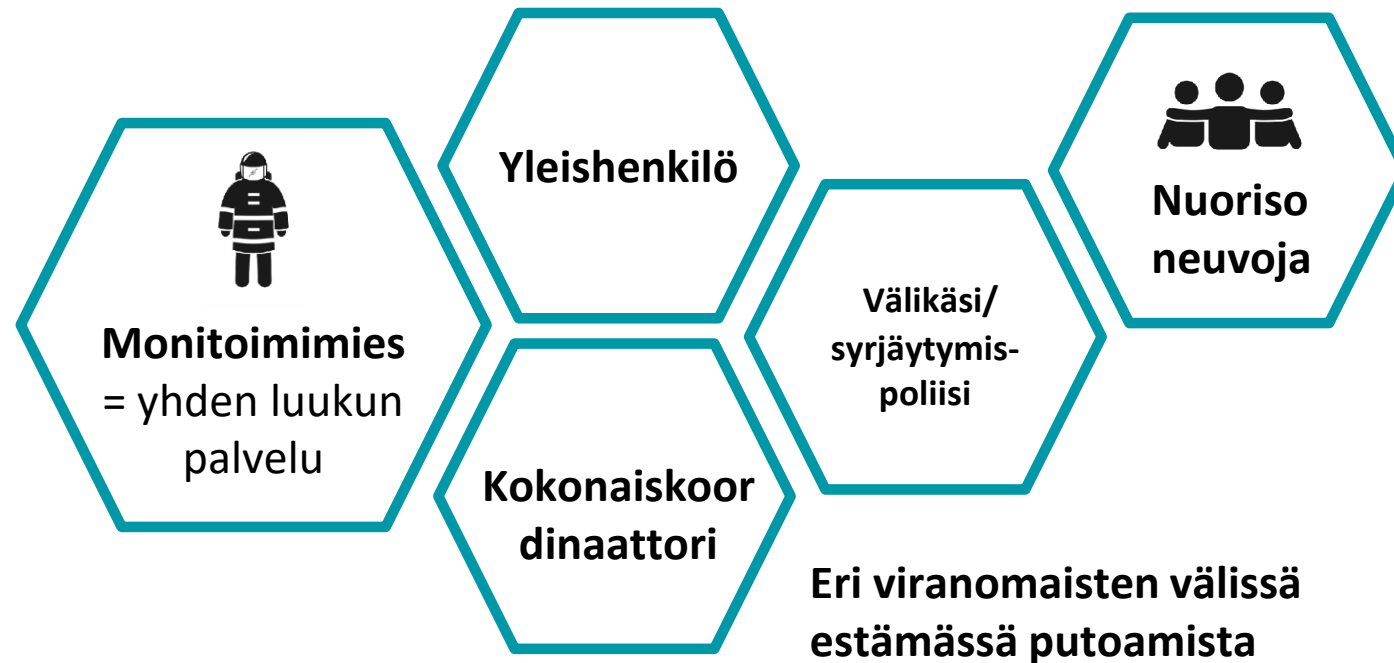 Monitoimimies
= yhden luukun
palvelu
Yleishenkilö
Kokonaiskoor
dinaattori
Välikäsi/
syrjäytymis-
poliisi
Nuoriso
neuvoja
Eri viranomaisten välissä
estämässä putoamista